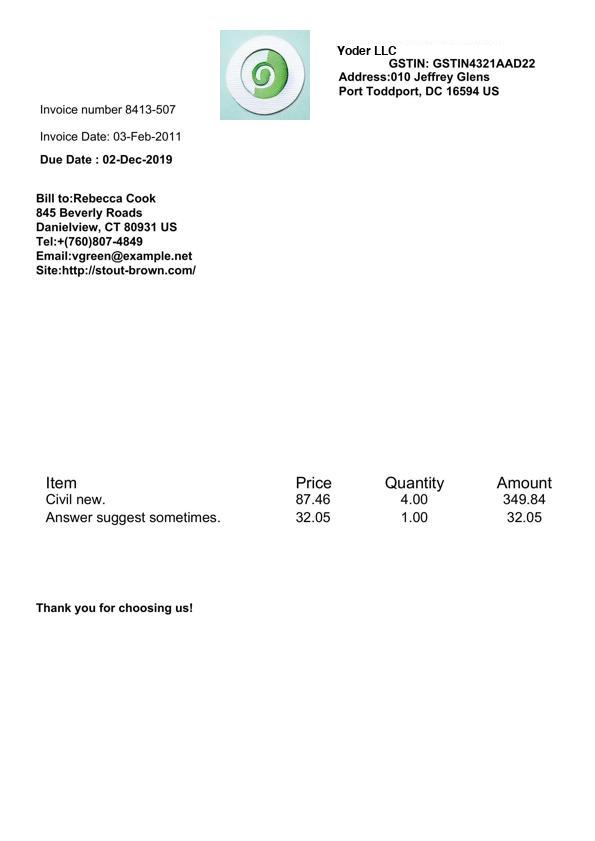 Yoder LLC
GSTIN: GSTIN4321AAD22
Address:010 Jeffrey Glens
Port Toddport, DC 16594 US
Invoice number 8413-507
Invoice Date: 03-Feb-2011
Due Date : 02-Dec-2019
Bill to:Rebecca Cook
845 Beverly Roads
Danielview, CT 80931 US
Tel:+(760)807-4849
Email:vgreen@example.net
Site:http://stout-brown.com/
Item Price Quantity Amount
Civil new. 87.46 4.00 349.84
Answer suggest sometimes. 32.05 1.00 32.05
Thank you for choosing us!